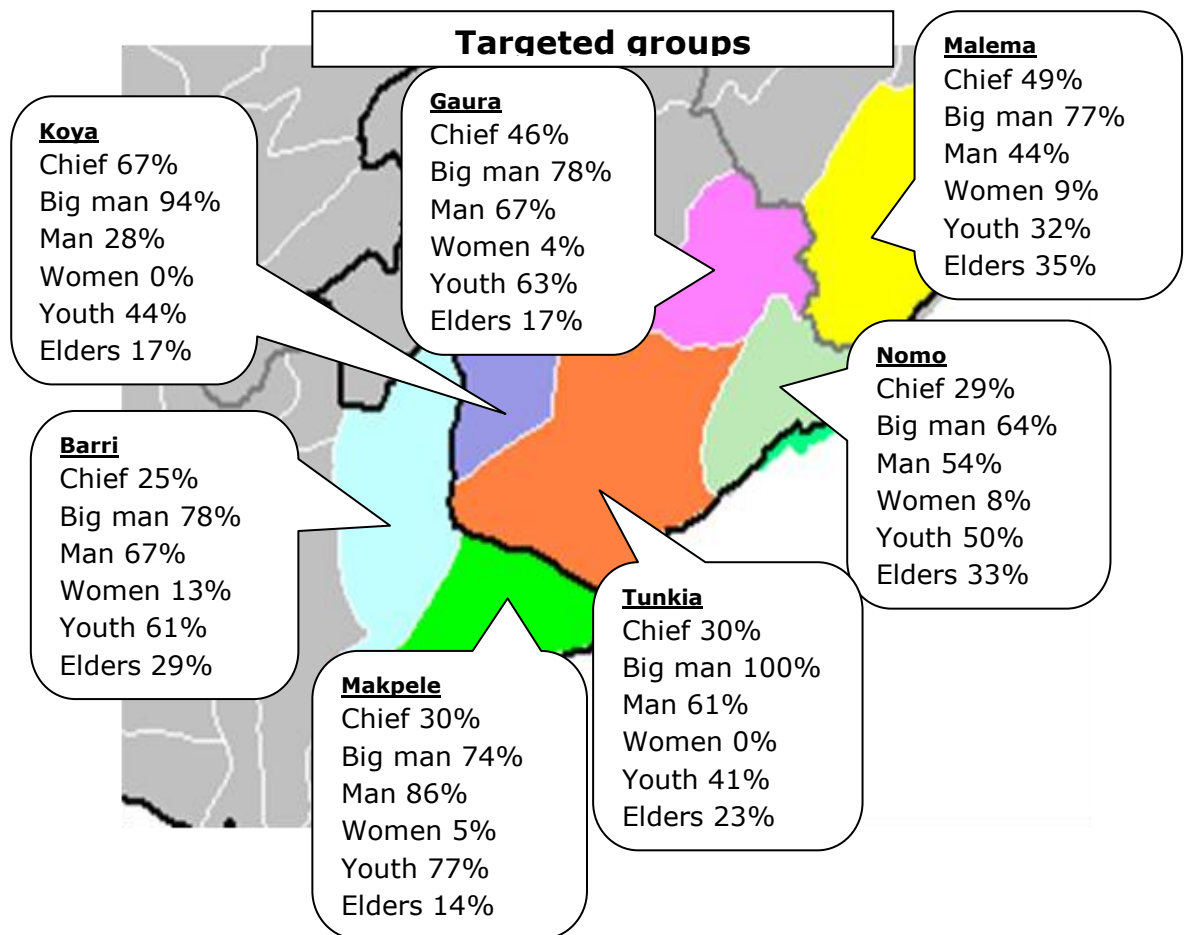 Targeted groups
Koya
Chief 67%
Big man 94%
Man 28%
Women 0%
Youth 44%
Elders 17%
Gaura
Chief 46%
Big man 78%
Man 67%
Women 4%
Youth 63%
Elders 17%
Malema
Chief 49%
Big man 77%
Man 44%
Women 9%
Youth 32%
Elders 35%
Barri
Chief 25%
Big man 78%
Man 67%
Women 13%
Youth 61%
Elders 29%
Nomo
Chief 29%
Big man 64%
Man 54%
Women 8%
Youth 50%
Elders 33%
Makpele
Chief 30%
Big man 74%
Man 86%
Women 5%
Youth 77%
Elders 14%
Tunkia
Chief 30%
Big man 100%
Man 61%
Women 0%
Youth 41%
Elders 23%